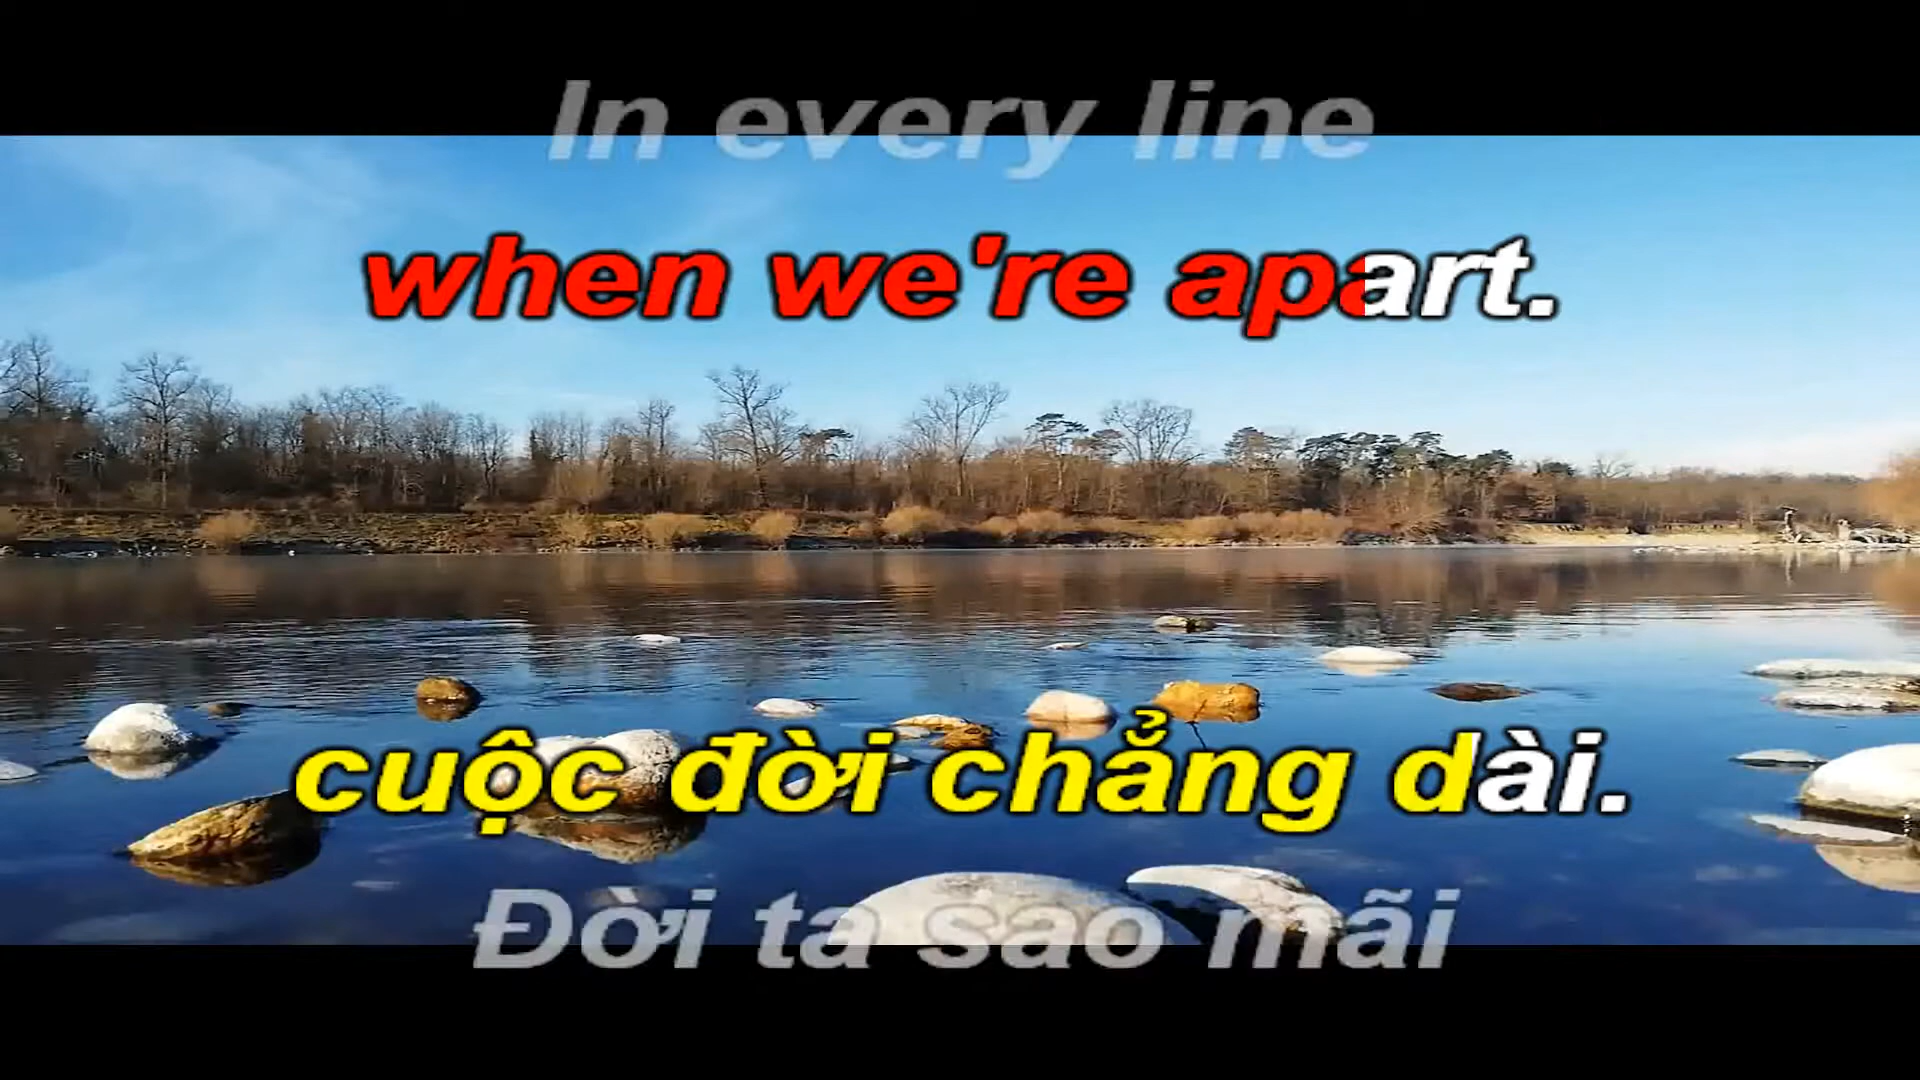 In every line
when we're apart.
cuộc đời chẳng dài.
Đời ta sao mãi